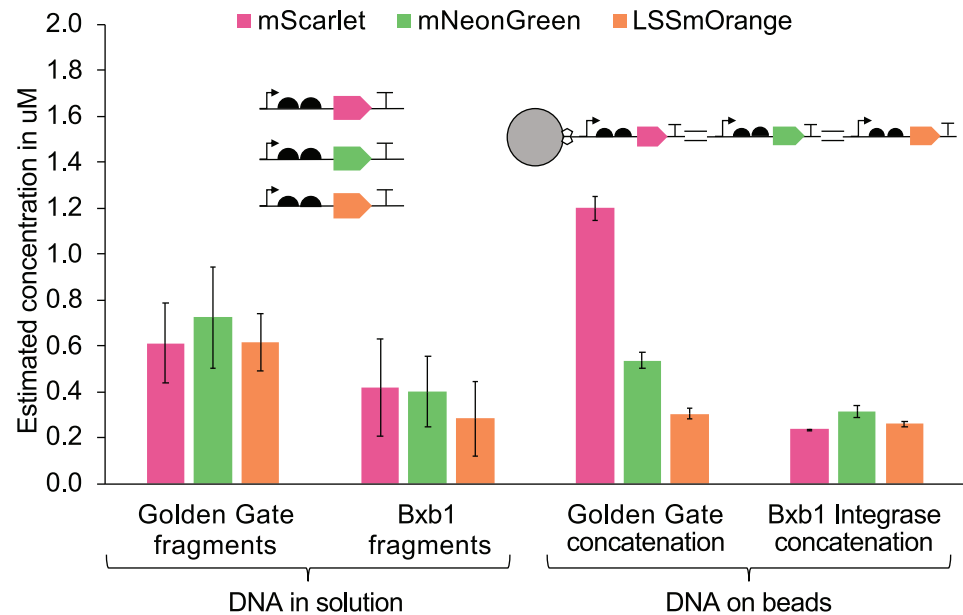 mScarlet mNeonGreen LSSmOrange
Estimated concentration in uM
2.0
1.8
1.6
1.4
1.2
1.0
0.8
0.6
0.4
0.2
0.0
Golden Gate
fragments
Bxb1
fragments
Golden Gate
concatenation
Bxb1 Integrase
concatenation
DNA in solution
DNA on beads